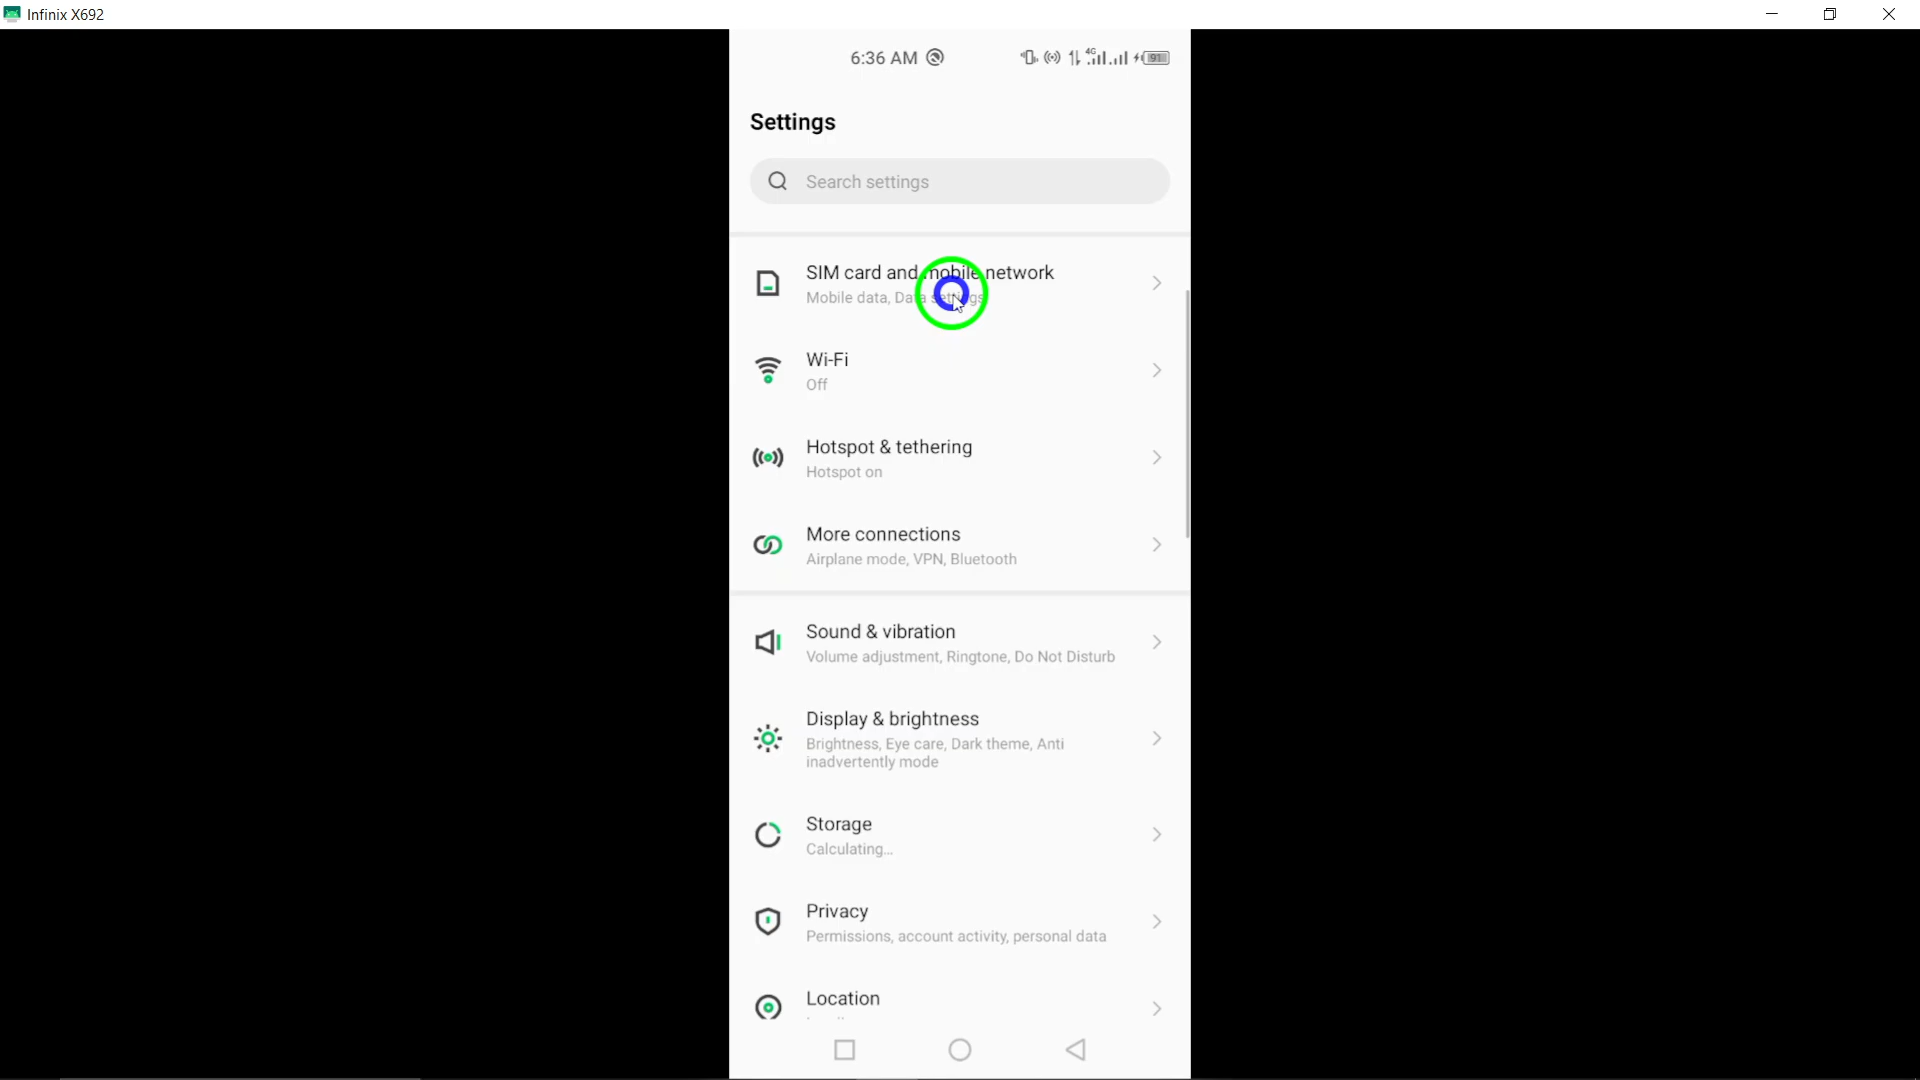 Infinix X692
6:36 AM 4G 91
Settings
Search settings
SIM card and mobile network
Mobile data, Data settings
Wi-Fi
Off
Hotspot & tethering
Hotspot on
More connections
Airplane mode, VPN, Bluetooth
Sound & vibration
Volume adjustment, Ringtone, Do Not Disturb
Display & brightness
Brightness, Eye care, Dark theme, Anti
inadvertently mode
Storage
Calculating...
Privacy
Permissions, account activity, personal data
Location